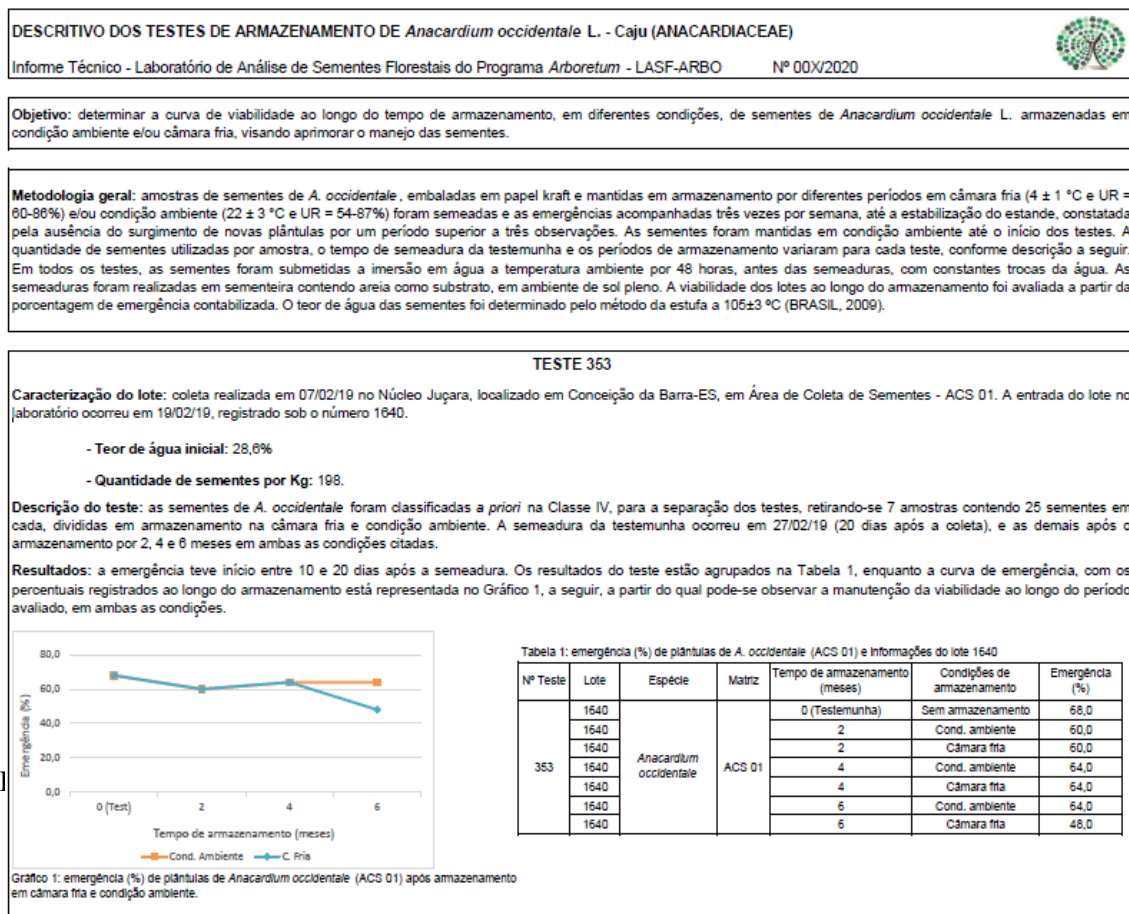 DESCRITIVO DOS TESTES DE ARMAZENAMENTO DE Anacardium occidentale L. - Caju (ANACARDIACEAE)
Informe Técnico - Laboratório de Análise de Sementes Florestais do Programa Arboretum - LASF-ARBO Nº 00X/2020
Objetivo: determinar a curva de viabilidade ao longo do tempo de armazenamento, em diferentes condições, de sementes de Anacardium occidentale L. armazenadas em
condição ambiente e/ou câmara fria, visando aprimorar o manejo das sementes.
Metodologia geral: amostras de sementes de A. occidentale, embaladas em papel kraft e mantidas em armazenamento por diferentes períodos em câmara fria (4 ± 1 °C e UR =
60-86%) e/ou condição ambiente (22 ± 3 °C e UR = 54-87%) foram semeadas e as emergências acompanhadas três vezes por semana, até a estabilização do estande, constatada
pela ausência do surgimento de novas plântulas por um período superior a três observações. As sementes foram mantidas em condição ambiente até o início dos testes. A
quantidade de sementes utilizadas por amostra, o tempo de semeadura da testemunha e os períodos de armazenamento variaram para cada teste, conforme descrição a seguir.
Em todos os testes, as sementes foram submetidas a imersão em água a temperatura ambiente por 48 horas, antes das semeaduras, com constantes trocas da água. As
semeaduras foram realizadas em sementeira contendo areia como substrato, em ambiente de sol pleno. A viabilidade dos lotes ao longo do armazenamento foi avaliada a partir da
porcentagem de emergência contabilizada. O teor de água das sementes foi determinado pelo método da estufa a 105±3 ºC (BRASIL, 2009).
TESTE 353
Caracterização do lote: coleta realizada em 07/02/19 no Núcleo Juçara, localizado em Conceição da Barra-ES, em Área de Coleta de Sementes - ACS 01. A entrada do lote no
laboratório ocorreu em 19/02/19, registrado sob o número 1640.
- Teor de água inicial: 28,6%
- Quantidade de sementes por Kg: 198.
Descrição do teste: as sementes de A. occidentale foram classificadas a priori na Classe IV, para a separação dos testes, retirando-se 7 amostras contendo 25 sementes em
cada, divididas em armazenamento na câmara fria e condição ambiente. A semeadura da testemunha ocorreu em 27/02/19 (20 dias após a coleta), e as demais após
armazenamento por 2, 4 e 6 meses em ambas as condições citadas.
Resultados: a emergência teve início entre 10 e 20 dias após a semeadura. Os resultados do teste estão agrupados na Tabela 1, enquanto a curva de emergência, com os
percentuais registrados ao longo do armazenamento está representada no Gráfico 1, a seguir, a partir do qual pode-se observar a manutenção da viabilidade ao longo do período
avaliado, em ambas as condições.
Emergência (%)
80,0
60,0
40,0
20,0
0,0
0 (Test) 2 4 6
Tempo de armazenamento (meses)
Cond. Ambiente C. Fria
Gráfico 1: emergência (%) de plântulas de Anacardium occidentale (ACS 01) após armazenamento
em câmara fria e condição ambiente.
]
Tabela 1: emergência (%) de plântulas de A. occidentale (ACS 01) e informações do lote 1640
Nº Teste Lote Espécie Matriz Tempo de armazenamento (meses) Condições de armazenamento Emergência (%)
353 Anacardium occidentale ACS 01
1640 0 (Testemunha) Sem armazenamento 68,0
1640 2 Cond. ambiente 60,0
1640 2 Câmara fria 60,0
1640 4 Cond. ambiente 64,0
1640 4 Câmara fria 64,0
1640 6 Cond. ambiente 64,0
1640 6 Câmara fria 48,0